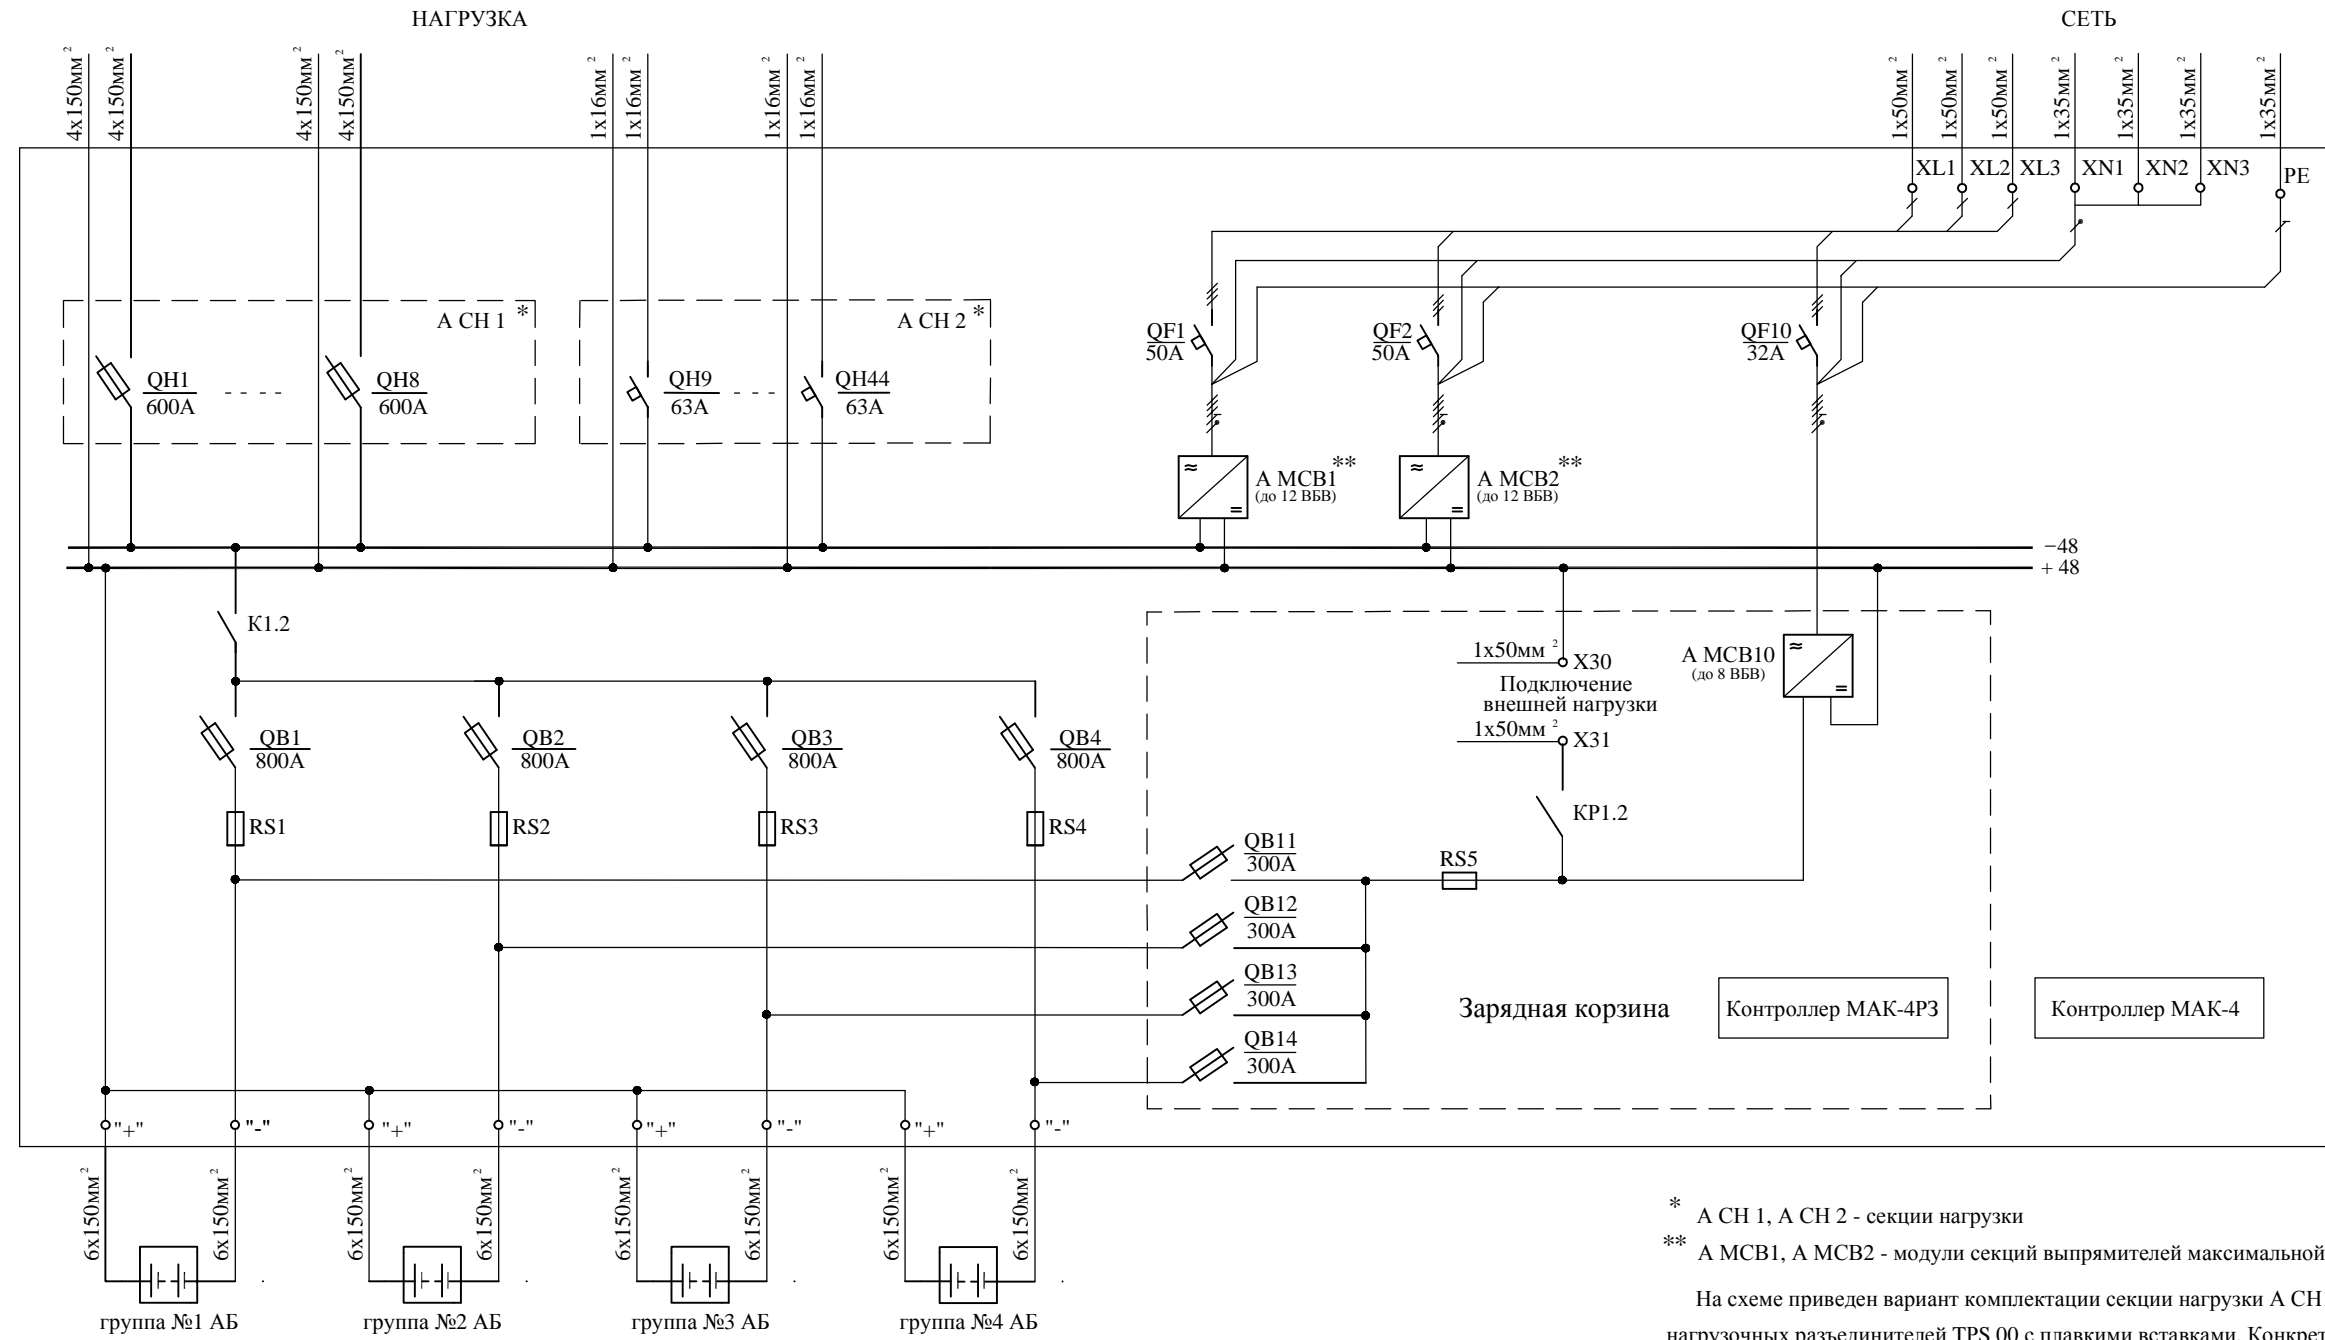 НАГРУЗКА
СЕТЬ
4х150мм²
4х150мм²
4х150мм²
4х150мм²
1х16мм²
1х16мм²
1х16мм²
1х16мм²
1х50мм²
1х50мм²
1х50мм²
1х35мм²
1х35мм²
1х35мм²
1х35мм²
XL1
XL2
XL3
XN1
XN2
XN3
PE
А СН 1 *
А СН 2 *
QH1
600А
- - - -
QH8
600А
QH9
63А
- - -
QH44
63А
QF1
50А
QF2
50А
QF10
32А
≈
=
А МСВ1 **
(до 12 ВБВ)
≈
=
А МСВ2 **
(до 12 ВБВ)
−48
+ 48
К1.2
1х50мм²
Х30
Подключение
внешней нагрузки
1х50мм²
Х31
А МСВ10
(до 8 ВБВ)
≈
=
QB1
800А
QB2
800А
QB3
800А
QB4
800А
КР1.2
RS1
RS2
RS3
RS4
RS5
QB11
300А
QB12
300А
QB13
300А
QB14
300А
Зарядная корзина
Контроллер МАК-4РЗ
Контроллер МАК-4
"+"
"-"
"+"
"-"
"+"
"-"
"+"
"-"
6х150мм²
6х150мм²
6х150мм²
6х150мм²
6х150мм²
6х150мм²
6х150мм²
6х150мм²
группа №1 АБ
группа №2 АБ
группа №3 АБ
группа №4 АБ
* А СН 1, А СН 2 - секции нагрузки
** А МСВ1, А МСВ2 - модули секций выпрямителей максимальной
На схеме приведен вариант комплектации секции нагрузки А СН
нагрузочных разъединителей TPS 00 с плавкими вставками. Конкрет